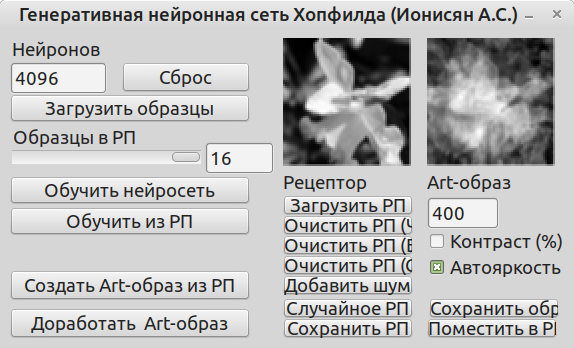 Генеративная нейронная сеть Хопфилда (Ионисян А.С.)
Нейронов
4096
Сброс
Загрузить образцы
Образцы в РП
16
Обучить нейросеть
Обучить из РП
Создать Art-образ из РП
Доработать Art-образ
Рецептор
Загрузить РП
Очистить РП (Ч
Очистить РП (Б
Очистить РП (С
Добавить шум
Случайное РП
Сохранить РП
Art-образ
400
Контраст (%)
Автояркость
Сохранить обр
Поместить в РП